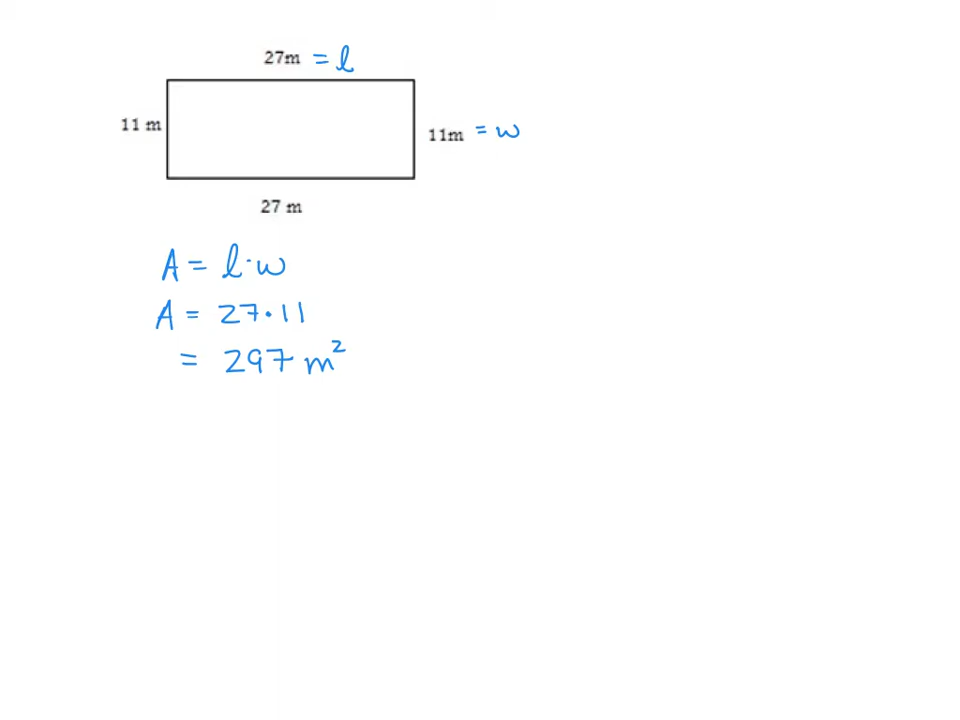 27m = l
11 m
11m = w
27 m
A = l·w
A = 27·11
= 297 m²